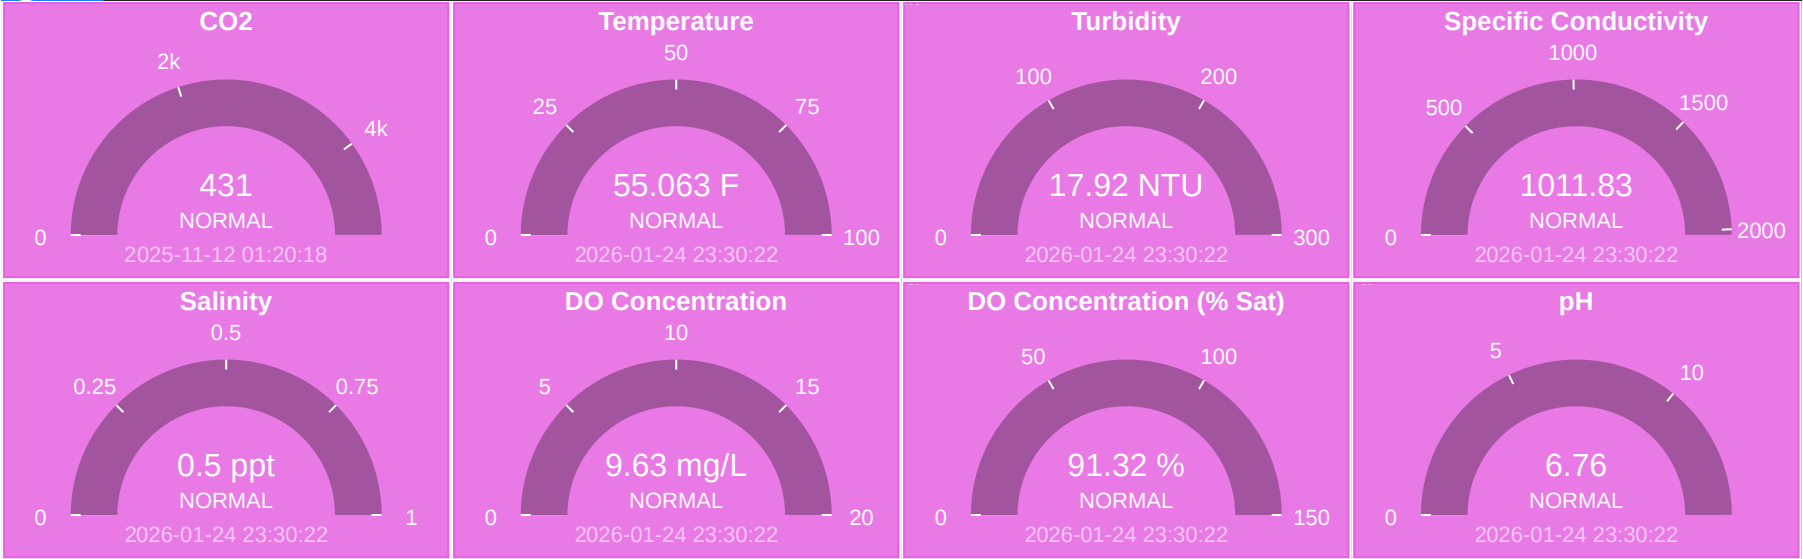 CO2
2k
4k
0
431
NORMAL
2025-11-12 01:20:18
Temperature
50
25
75
0
100
55.063 F
NORMAL
2026-01-24 23:30:22
Turbidity
100
200
0
300
17.92 NTU
NORMAL
2026-01-24 23:30:22
Specific Conductivity
1000
500
1500
0
2000
1011.83
NORMAL
2026-01-24 23:30:22
Salinity
0.5
0.25
0.75
0
1
0.5 ppt
NORMAL
2026-01-24 23:30:22
DO Concentration
10
5
15
0
20
9.63 mg/L
NORMAL
2026-01-24 23:30:22
DO Concentration (% Sat)
50
100
0
150
91.32 %
NORMAL
2026-01-24 23:30:22
pH
5
10
0
6.76
NORMAL
2026-01-24 23:30:22